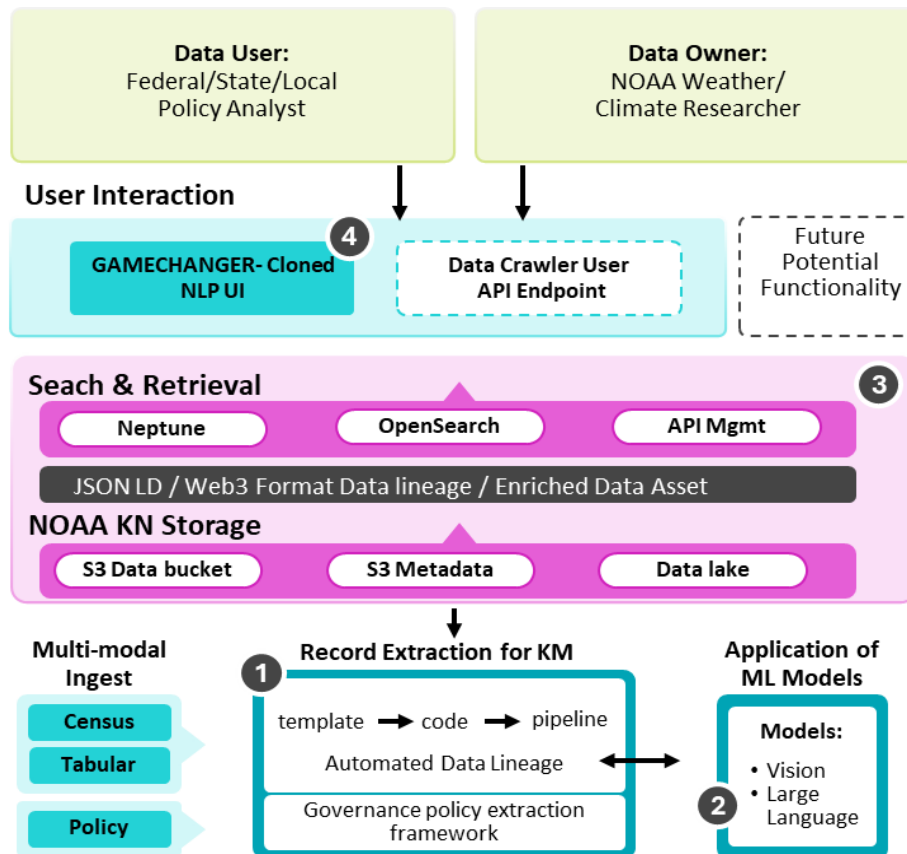 Data User:
Federal/State/Local
Policy Analyst
Data Owner:
NOAA Weather/
Climate Researcher
User Interaction
4
GAMECHANGER- Cloned
NLP UI
Data Crawler User
API Endpoint
Future
Potential
Functionality
Seach & Retrieval
3
Neptune
OpenSearch
API Mgmt
JSON LD / Web3 Format Data lineage / Enriched Data Asset
NOAA KN Storage
S3 Data bucket
S3 Metadata
Data lake
Multi-modal
Ingest
Census
Tabular
Policy
Record Extraction for KM
1
template
code
pipeline
Automated Data Lineage
Governance policy extraction
framework
Application of
ML Models
Models:
• Vision
• Large
Language
2